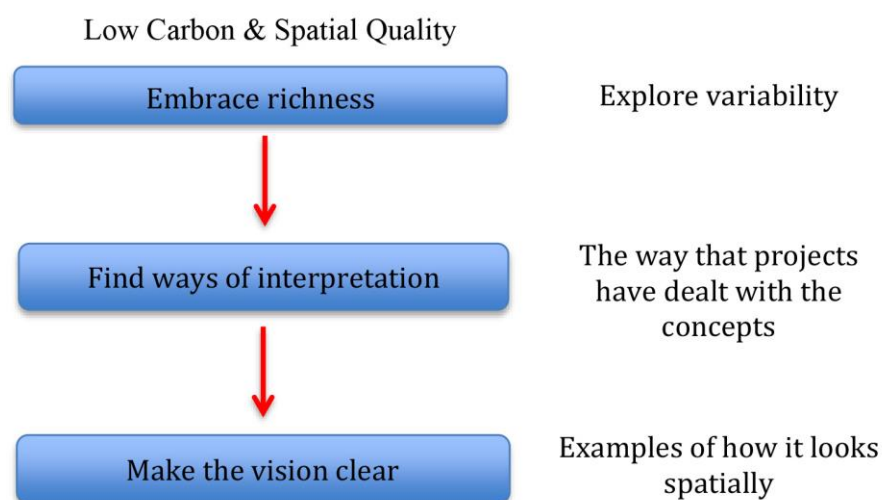 Low Carbon & Spatial Quality
Embrace richness
Explore variability
Find ways of interpretation
The way that projects
have dealt with the
concepts
Make the vision clear
Examples of how it looks
spatially